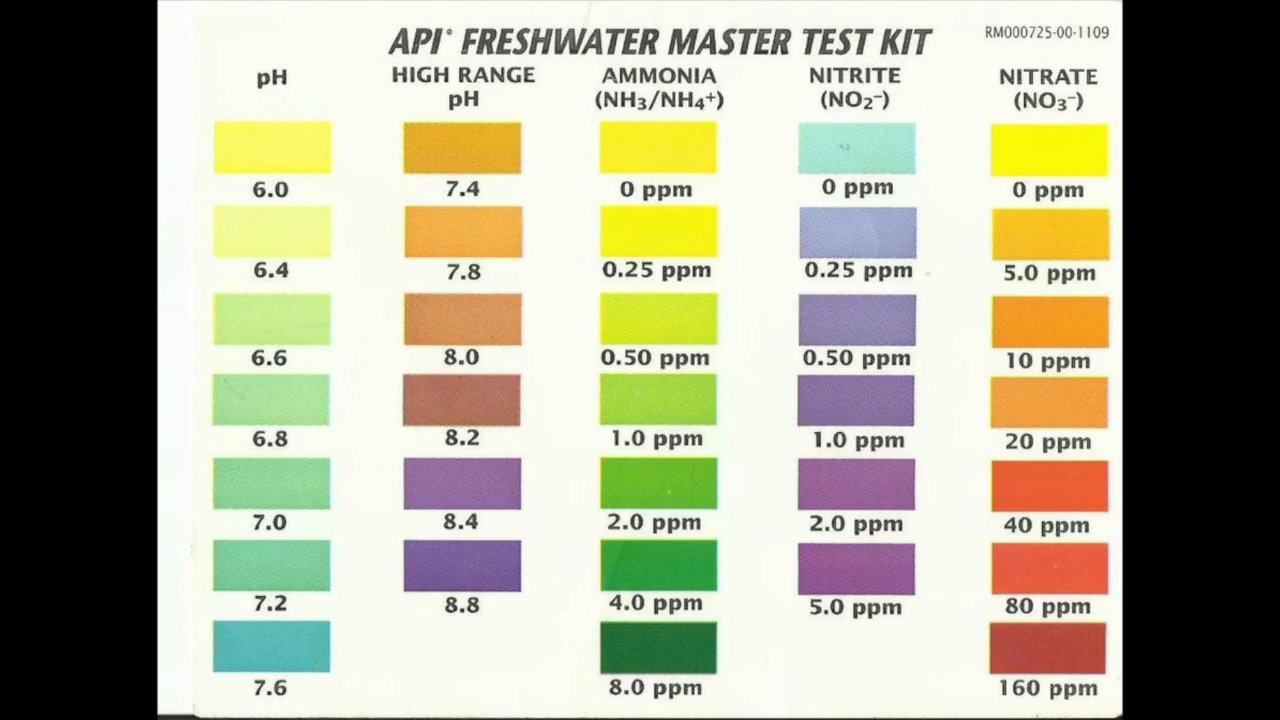 API® FRESHWATER MASTER TEST KIT
RM000725-00-1109
pH HIGH RANGE pH AMMONIA (NH3/NH4+) NITRITE (NO2–) NITRATE (NO3–)
6.0 7.4 0 ppm 0 ppm 0 ppm
6.4 7.8 0.25 ppm 0.25 ppm 5.0 ppm
6.6 8.0 0.50 ppm 0.50 ppm 10 ppm
6.8 8.2 1.0 ppm 1.0 ppm 20 ppm
7.0 8.4 2.0 ppm 2.0 ppm 40 ppm
7.2 8.8 4.0 ppm 5.0 ppm 80 ppm
7.6 8.0 ppm 160 ppm